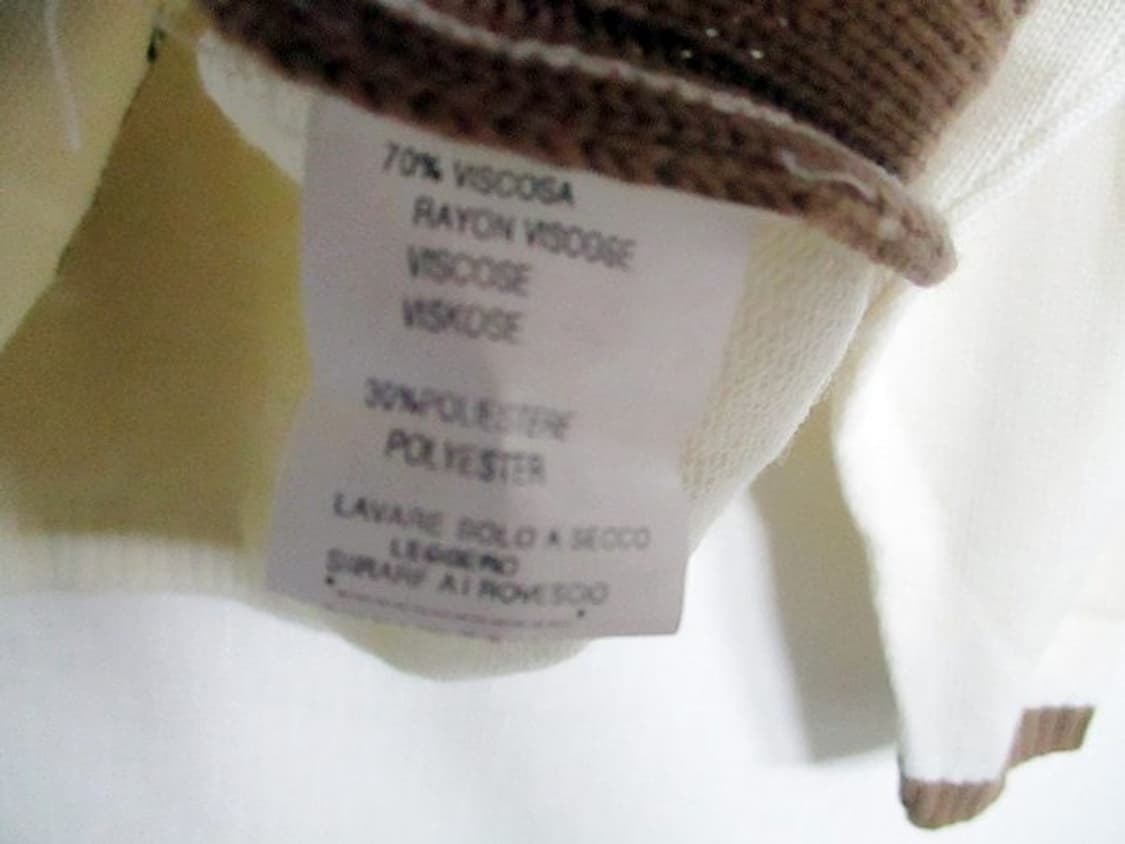 70% VISCOSA
RAYON VISCOSE
VISCOSE
VISKOSE
30%POLIESTERE
POLYESTER
LAVARE SOLO A SECCO
LEGGERO
STIRARE AL ROVESCIO